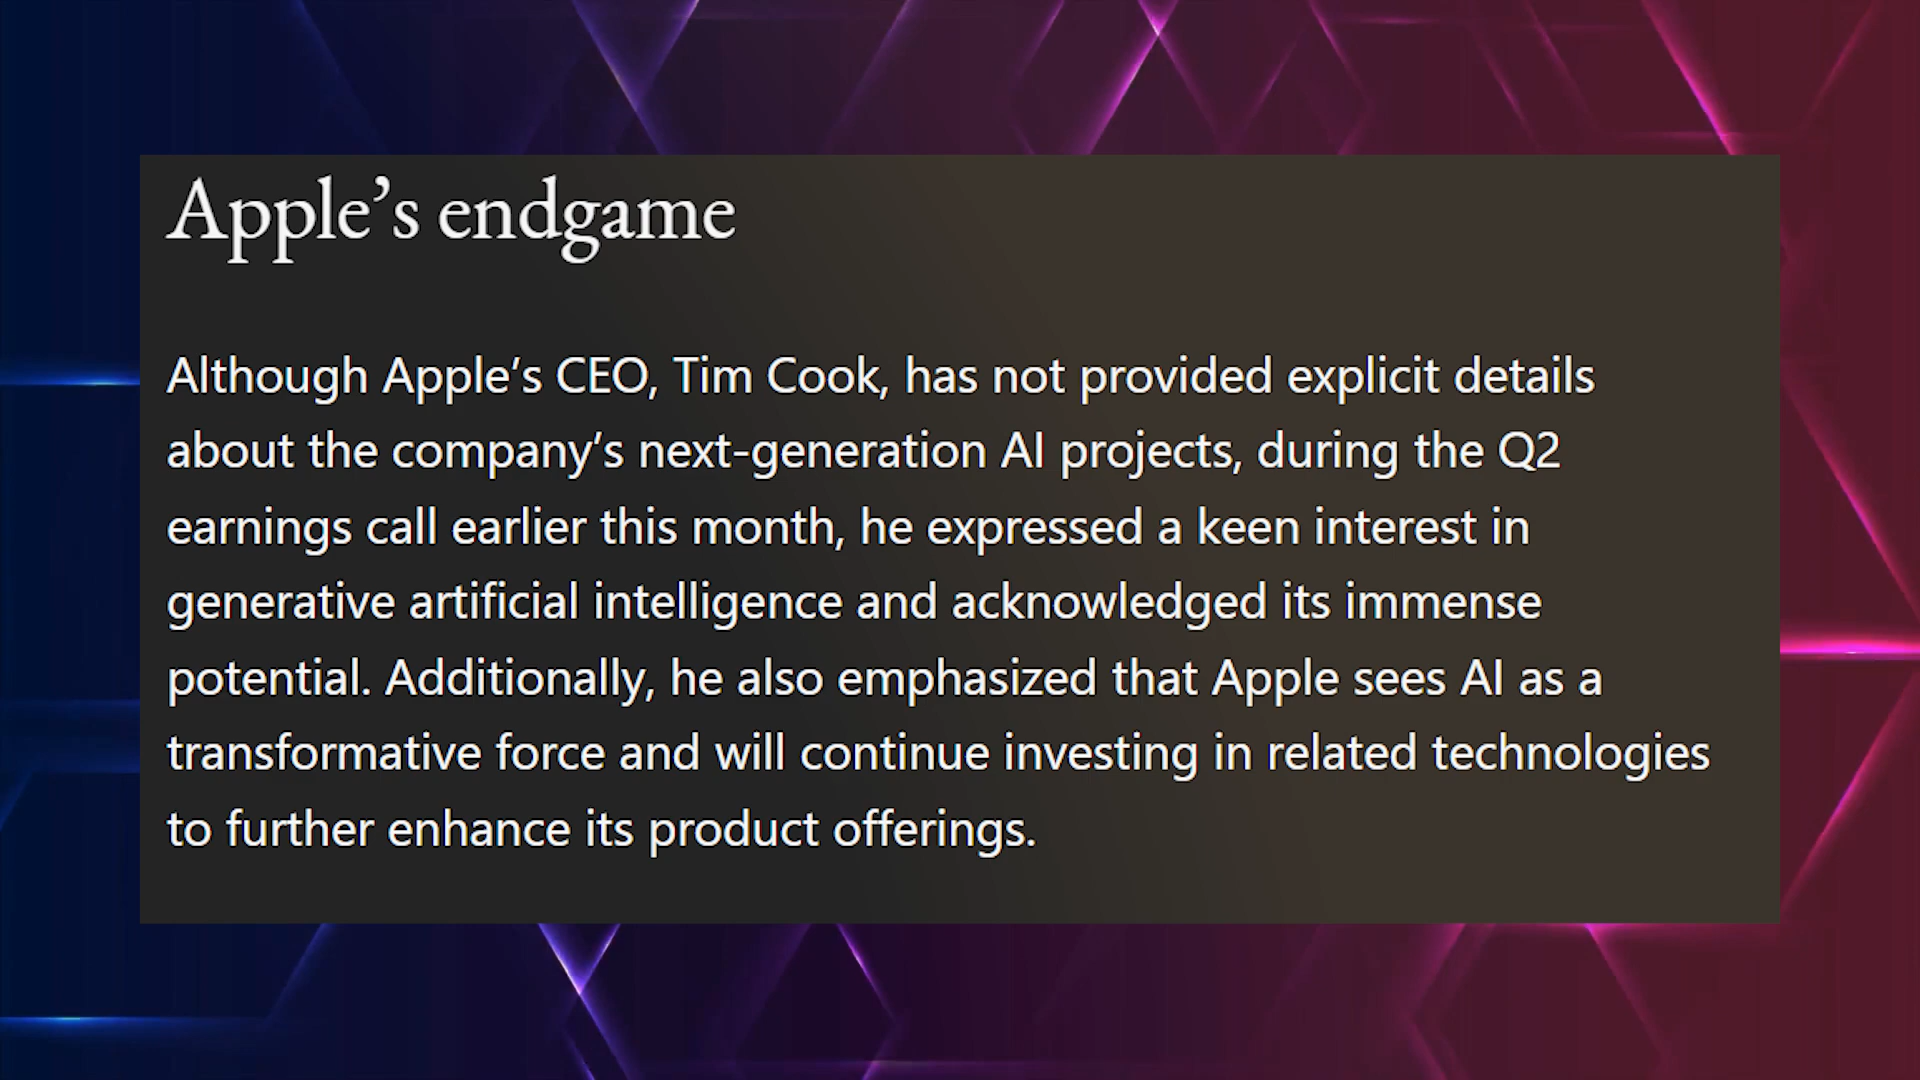 Apple’s endgame
Although Apple’s CEO, Tim Cook, has not provided explicit details
about the company’s next-generation AI projects, during the Q2
earnings call earlier this month, he expressed a keen interest in
generative artificial intelligence and acknowledged its immense
potential. Additionally, he also emphasized that Apple sees AI as a
transformative force and will continue investing in related technologies
to further enhance its product offerings.